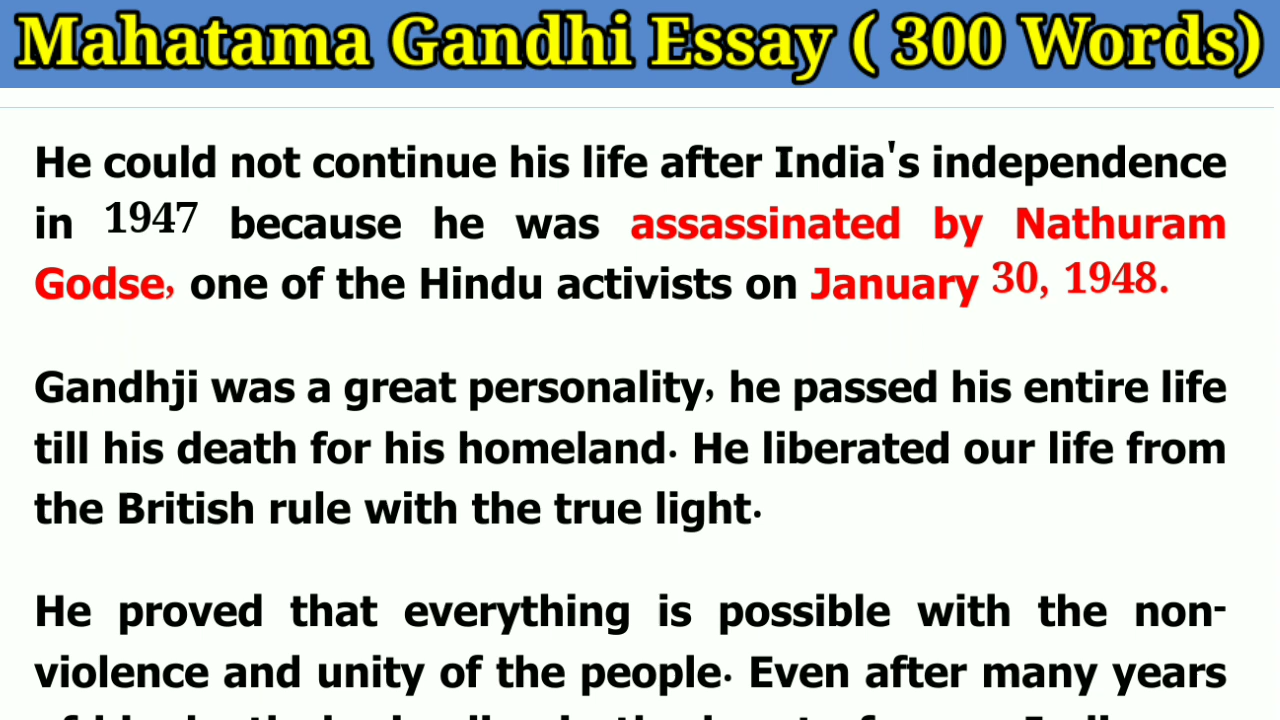 Mahatama Gandhi Essay ( 300 Words)
He could not continue his life after India's independence
in 1947 because he was assassinated by Nathuram
Godse, one of the Hindu activists on January 30, 1948.
Gandhji was a great personality, he passed his entire life
till his death for his homeland. He liberated our life from
the British rule with the true light.
He proved that everything is possible with the non-
violence and unity of the people. Even after many years